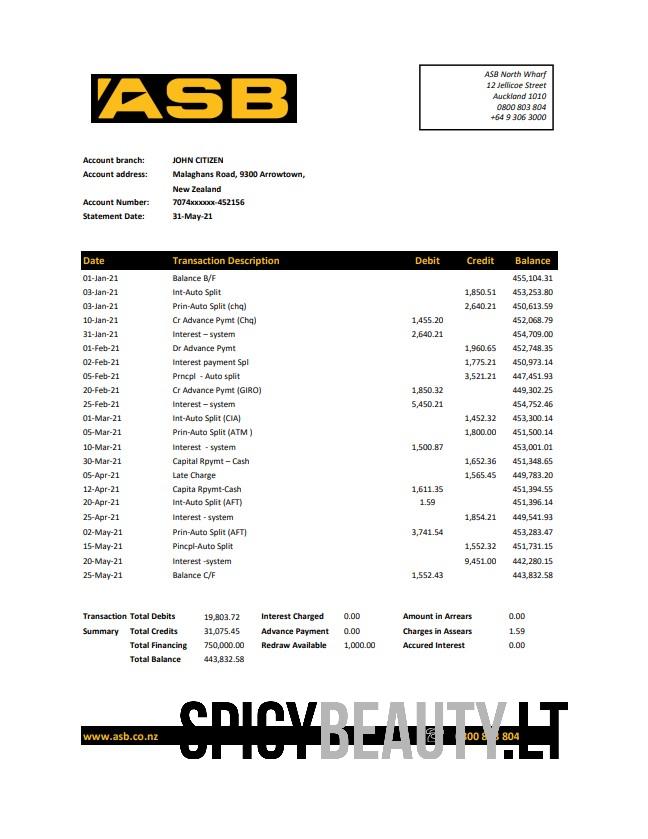 ASB
ASB North Wharf
12 Jellicoe Street
Auckland 1010
0800 803 804
+64 9 306 3000
Account branch: JOHN CITIZEN
Account address: Malaghans Road, 9300 Arrowtown,
New Zealand
Account Number: 7074xxxxxx-452156
Statement Date: 31-May-21
Date Transaction Description Debit Credit Balance
01-Jan-21 Balance B/F 455,104.31
03-Jan-21 Int-Auto Split 1,850.51 453,253.80
03-Jan-21 Prin-Auto Split (chq) 2,640.21 450,613.59
10-Jan-21 Cr Advance Pymt (Chq) 1,455.20 452,068.79
31-Jan-21 Interest – system 2,640.21 454,709.00
01-Feb-21 Dr Advance Pymt 1,960.65 452,748.35
02-Feb-21 Interest payment Spl 1,775.21 450,973.14
05-Feb-21 Prncpl - Auto split 3,521.21 447,451.93
20-Feb-21 Cr Advance Pymt (GIRO) 1,850.32 449,302.25
25-Feb-21 Interest – system 5,450.21 454,752.46
01-Mar-21 Int-Auto Split (CIA) 1,452.32 453,300.14
05-Mar-21 Prin-Auto Split (ATM ) 1,800.00 451,500.14
10-Mar-21 Interest - system 1,500.87 453,001.01
30-Mar-21 Capital Rpymt – Cash 1,652.36 451,348.65
05-Apr-21 Late Charge 1,565.45 449,783.20
12-Apr-21 Capita Rpymt-Cash 1,611.35 451,394.55
20-Apr-21 Int-Auto Split (AFT) 1.59 451,396.14
25-Apr-21 Interest - system 1,854.21 449,541.93
02-May-21 Prin-Auto Split (AFT) 3,741.54 453,283.47
15-May-21 Pincpl-Auto Split 1,552.32 451,731.15
20-May-21 Interest -system 9,451.00 442,280.15
25-May-21 Balance C/F 1,552.43 443,832.58
Transaction Total Debits 19,803.72 Interest Charged 0.00 Amount in Arrears 0.00
Summary Total Credits 31,075.45 Advance Payment 0.00 Charges in Assears 1.59
Total Financing 750,000.00 Redraw Available 1,000.00 Accured Interest 0.00
Total Balance 443,832.58
SPICYBEAUTY.LT
www.asb.co.nz 804